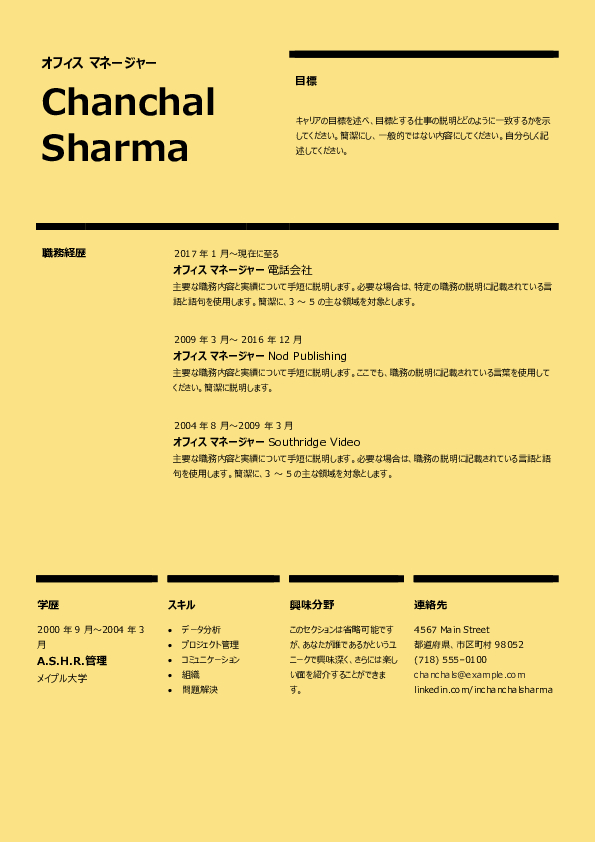 オフィス マネージャー
Chanchal
Sharma
目標
キャリアの目標を述べ、目標とする仕事の説明とどのように一致するかを示
してください。簡潔にし、一般的ではない内容にしてください。自分らしく記
述してください。
職務経歴
2017 年 1 月～現在に至る
オフィス マネージャー 電話会社
主要な職務内容と実績について手短に説明します。必要な場合は、特定の職務の説明に記載されている言
語と語句を使用します。簡潔に、3 ～ 5 の主な領域を対象とします。
2009 年 3 月～ 2016 年 12 月
オフィス マネージャー Nod Publishing
主要な職務内容と実績について手短に説明します。ここでも、職務の説明に記載されている言葉を使用して
ください。簡潔に説明します。
2004 年 8 月～2009 年 3 月
オフィス マネージャー Southridge Video
主要な職務内容と実績について手短に説明します。必要な場合は、職務の説明に記載されている言語と語
句を使用します。簡潔に、3 ～ 5 の主な領域を対象とします。
学歴
2000 年 9 月～2004 年 3
月
A.S.H.R.管理
メイプル大学
スキル
• データ分析
• プロジェクト管理
• コミュニケーション
• 組織
• 問題解決
興味分野
このセクションは省略可能です
が、あなたが誰であるかというユ
ニークで興味深く、さらには楽し
い面を紹介することができま
す。
連絡先
4567 Main Street
都道府県、市区町村 98052
(718) 555–0100
chanchals@example.com
linkedin.com/inchanchalsharma